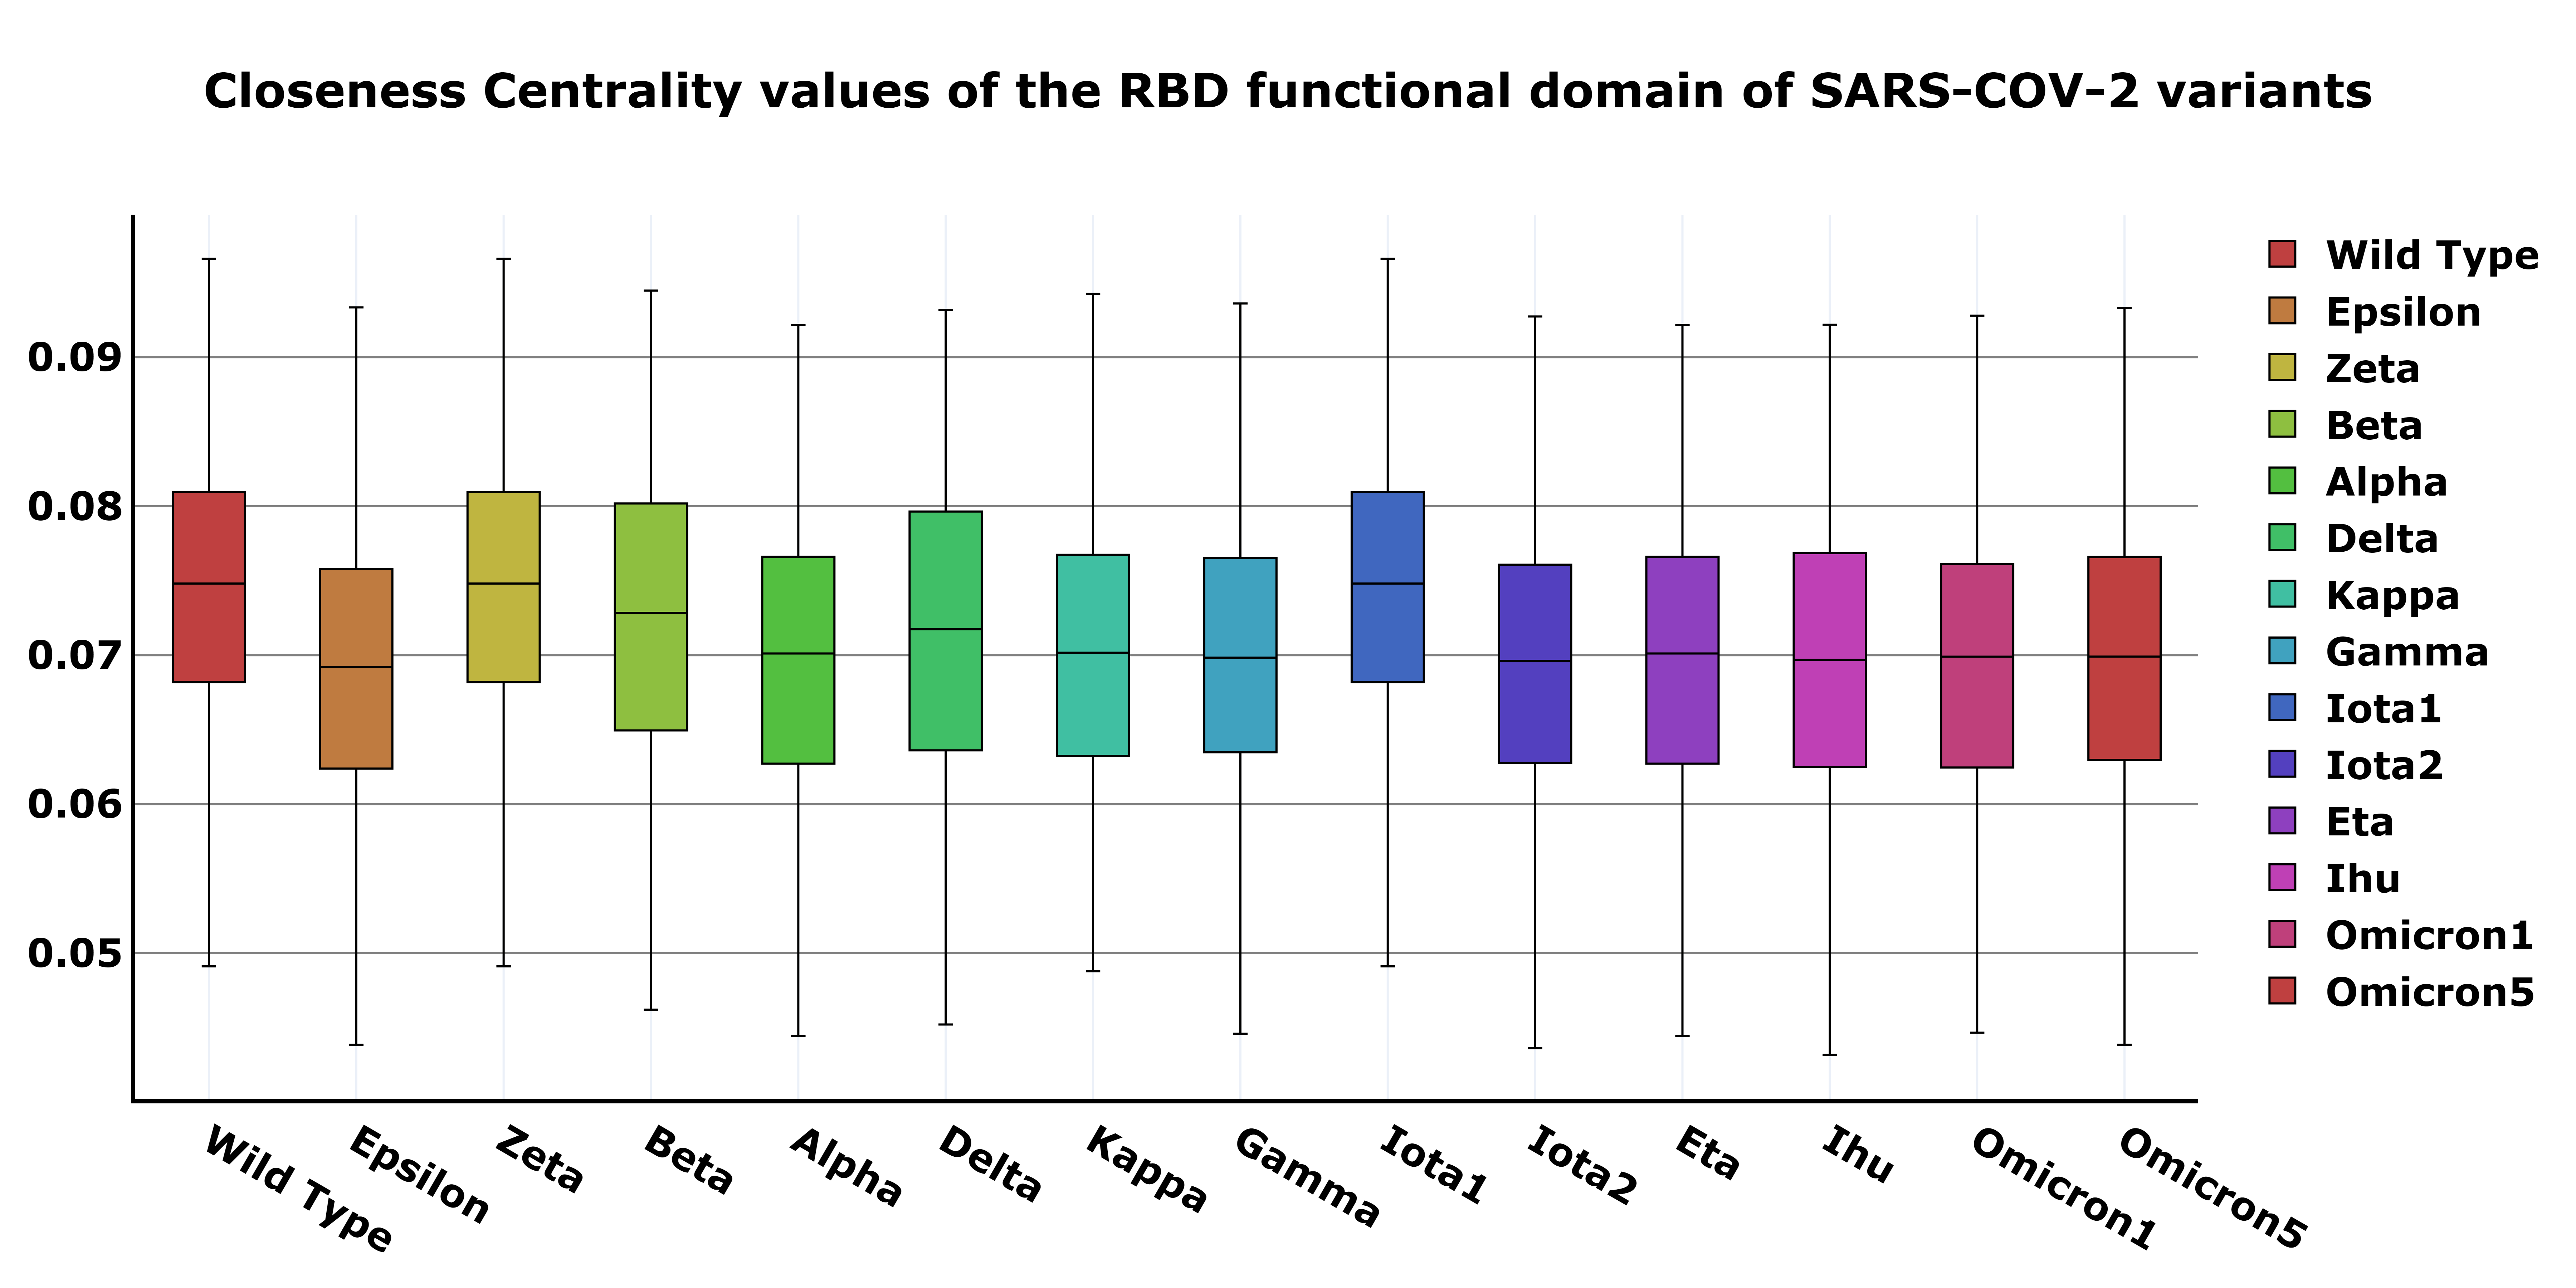 Closeness Centrality values of the RBD functional domain of SARS-COV-2 variants
0.09
0.08
0.07
0.06
0.05
Wild Type
Epsilon
Zeta
Beta
Alpha
Delta
Kappa
Gamma
Iota1
Iota2
Eta
Ihu
Omicron1
Omicron5
Wild Type
Epsilon
Zeta
Beta
Alpha
Delta
Kappa
Gamma
Iota1
Iota2
Eta
Ihu
Omicron1
Omicron5